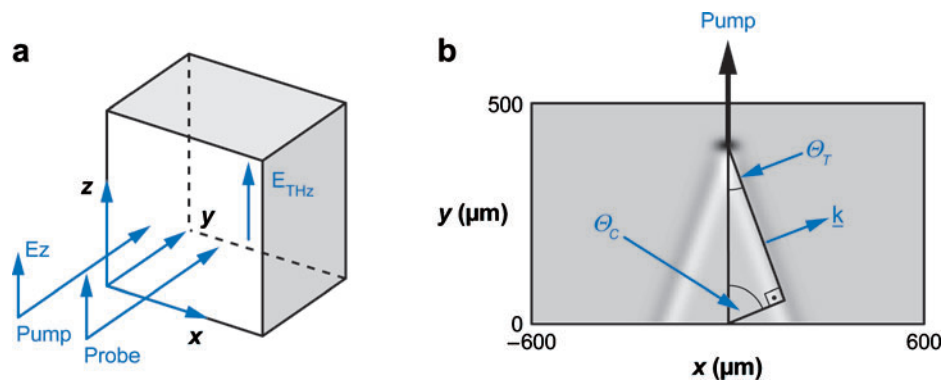 a
z
y
x
E_THz
Ez
Pump
Probe
b
Pump
500
y (μm)
0
–600
600
x (μm)
Θ_T
Θ_C
k